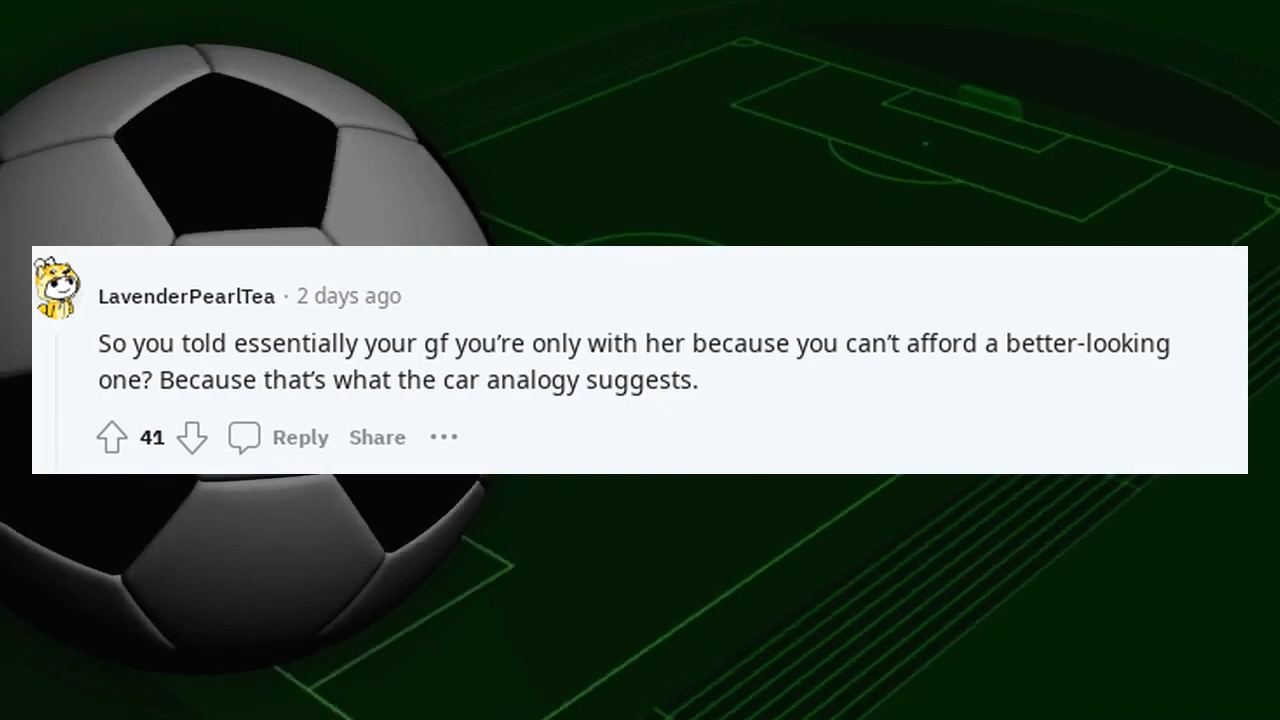 LavenderPearlTea · 2 days ago
So you told essentially your gf you’re only with her because you can’t afford a better-looking
one? Because that’s what the car analogy suggests.
41 Reply Share •••